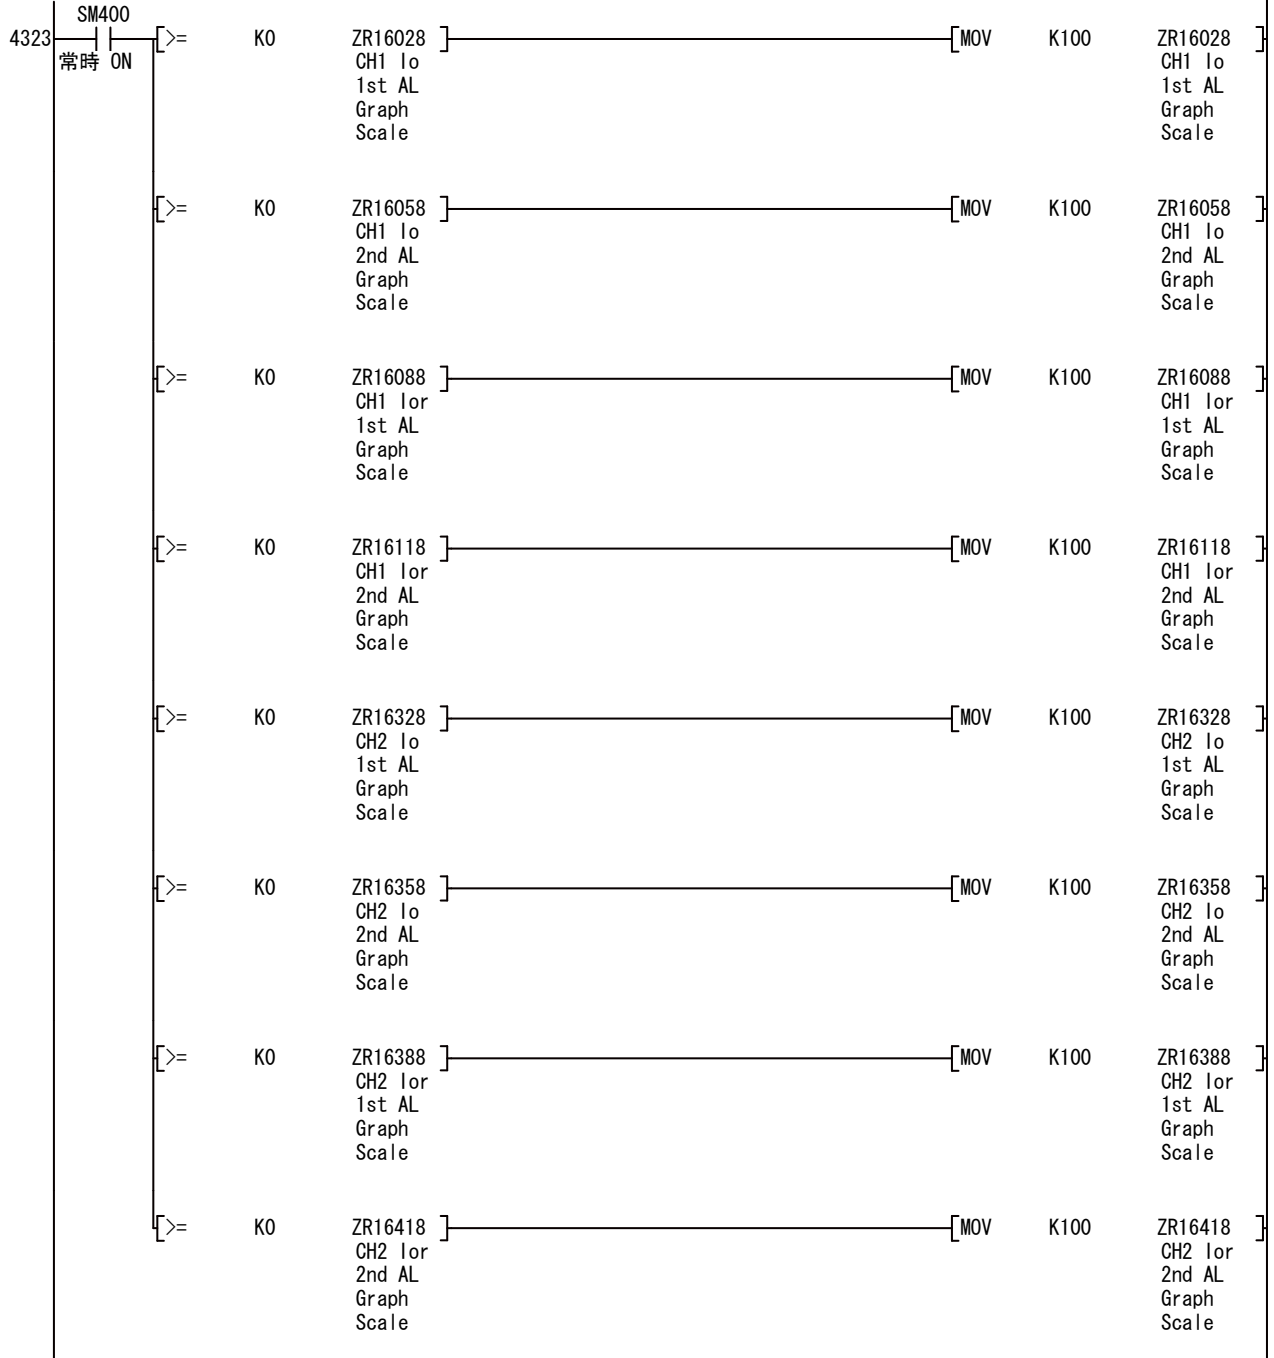 SM400
4323 >= K0 ZR16028 MOV K100 ZR16028
常時 ON CH1 Io CH1 Io
1st AL 1st AL
Graph Graph
Scale Scale
>= K0 ZR16058 MOV K100 ZR16058
CH1 Io CH1 Io
2nd AL 2nd AL
Graph Graph
Scale Scale
>= K0 ZR16088 MOV K100 ZR16088
CH1 Ior CH1 Ior
1st AL 1st AL
Graph Graph
Scale Scale
>= K0 ZR16118 MOV K100 ZR16118
CH1 Ior CH1 Ior
2nd AL 2nd AL
Graph Graph
Scale Scale
>= K0 ZR16328 MOV K100 ZR16328
CH2 Io CH2 Io
1st AL 1st AL
Graph Graph
Scale Scale
>= K0 ZR16358 MOV K100 ZR16358
CH2 Io CH2 Io
2nd AL 2nd AL
Graph Graph
Scale Scale
>= K0 ZR16388 MOV K100 ZR16388
CH2 Ior CH2 Ior
1st AL 1st AL
Graph Graph
Scale Scale
>= K0 ZR16418 MOV K100 ZR16418
CH2 Ior CH2 Ior
2nd AL 2nd AL
Graph Graph
Scale Scale